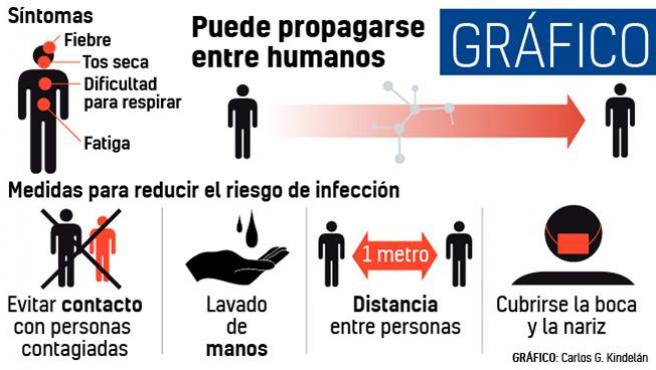 Síntomas
Fiebre
Tos seca
Dificultad
para respirar
Fatiga
Puede propagarse
entre humanos
GRÁFICO
Medidas para reducir el riesgo de infección
Evitar contacto
con personas
contagiadas
Lavado
de
manos
1 metro
Distancia
entre personas
Cubrirse la boca
y la nariz
GRÁFICO: Carlos G. Kindelán